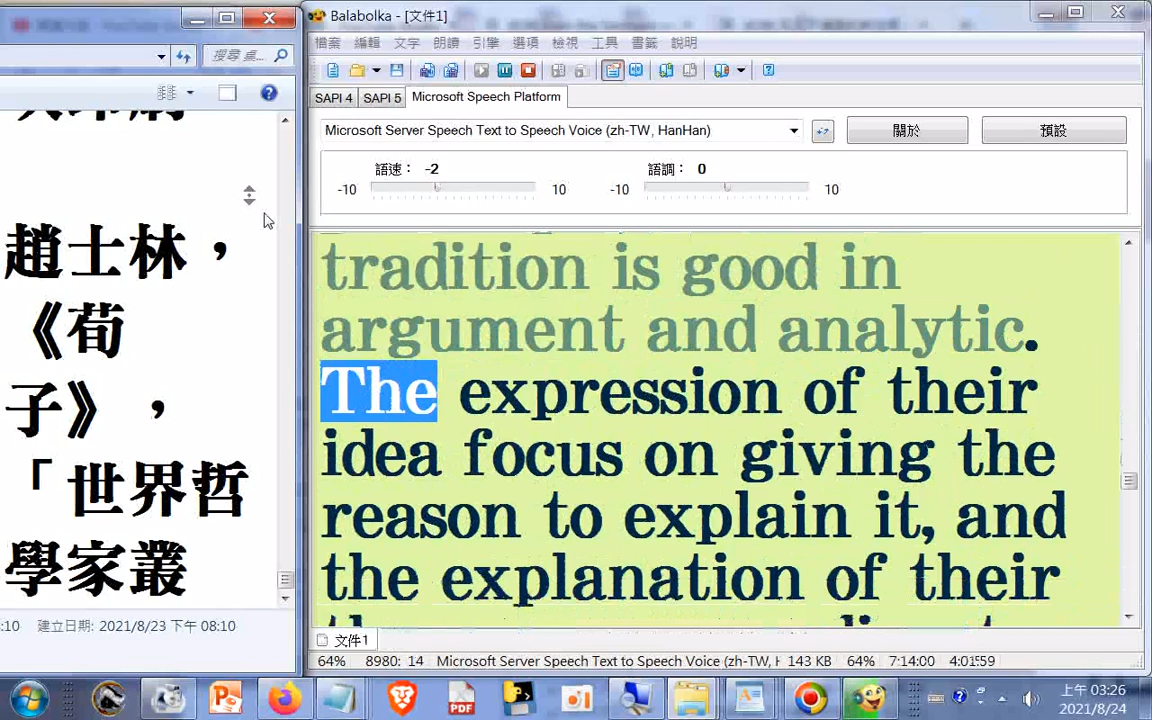 搜尋 桌...
趙士林，
《荀
子》，
「世界哲
學家叢
:10 建立日期: 2021/8/23 下午 08:10
Balabolka - [文件1]
檔案 編輯 文字 朗讀 引擎 選項 檢視 工具 書籤 說明
SAPI 4 SAPI 5 Microsoft Speech Platform
Microsoft Server Speech Text to Speech Voice (zh-TW, HanHan) 關於 預設
語速： -2 語調： 0
-10 10 -10 10
tradition is good in
argument and analytic.
The expression of their
idea focus on giving the
reason to explain it, and
the explanation of their
文件1
64% 8980: 14 Microsoft Server Speech Text to Speech Voice (zh-TW, H 143 KB 64% 7:14:00 4:01:59
PDF
上午 03:26
2021/8/24